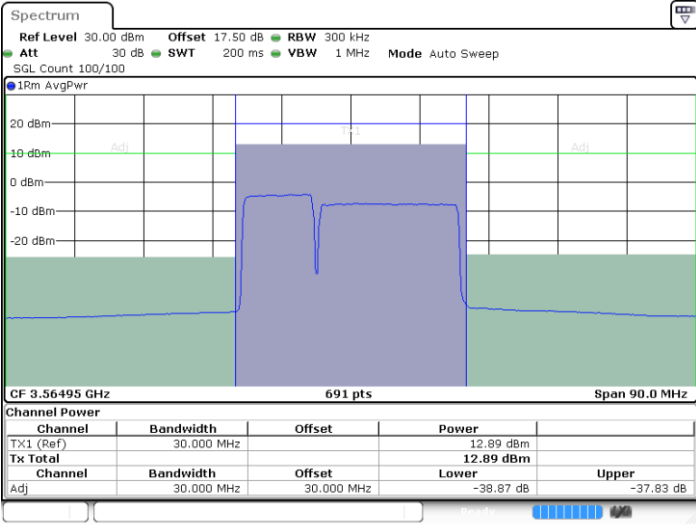 Spectrum
Ref Level 30.00 dBm Offset 17.50 dB RBW 300 kHz
Att 30 dB SWT 200 ms VBW 1 MHz Mode Auto Sweep
SGL Count 100/100
1Rm AvgPwr
20 dBm
TX1
Adj Adj
10 dBm
0 dBm
-10 dBm
-20 dBm
CF 3.56495 GHz 691 pts Span 90.0 MHz
Channel Power
Channel Bandwidth Offset Power
TX1 (Ref) 30.000 MHz 12.89 dBm
Tx Total 12.89 dBm
Channel Bandwidth Offset Lower Upper
Adj 30.000 MHz 30.000 MHz -38.87 dB -37.83 dB
Ready